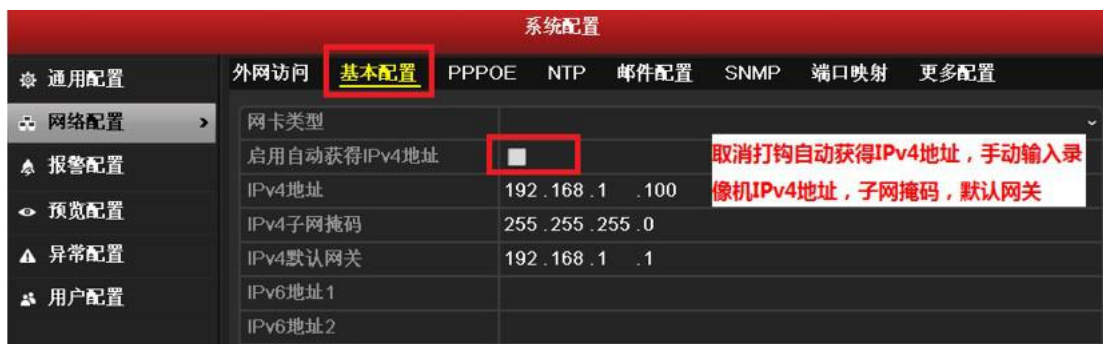 系统配置
通用配置
网络配置
报警配置
预览配置
异常配置
用户配置
外网访问 基本配置 PPPOE NTP 邮件配置 SNMP 端口映射 更多配置
网卡类型
启用自动获得IPv4地址
IPv4地址 192 .168 .1 .100
IPv4子网掩码 255 .255 .255 .0
IPv4默认网关 192 .168 .1 .1
IPv6地址1
IPv6地址2
取消打钩自动获得IPv4地址，手动输入录
像机IPv4地址，子网掩码，默认网关